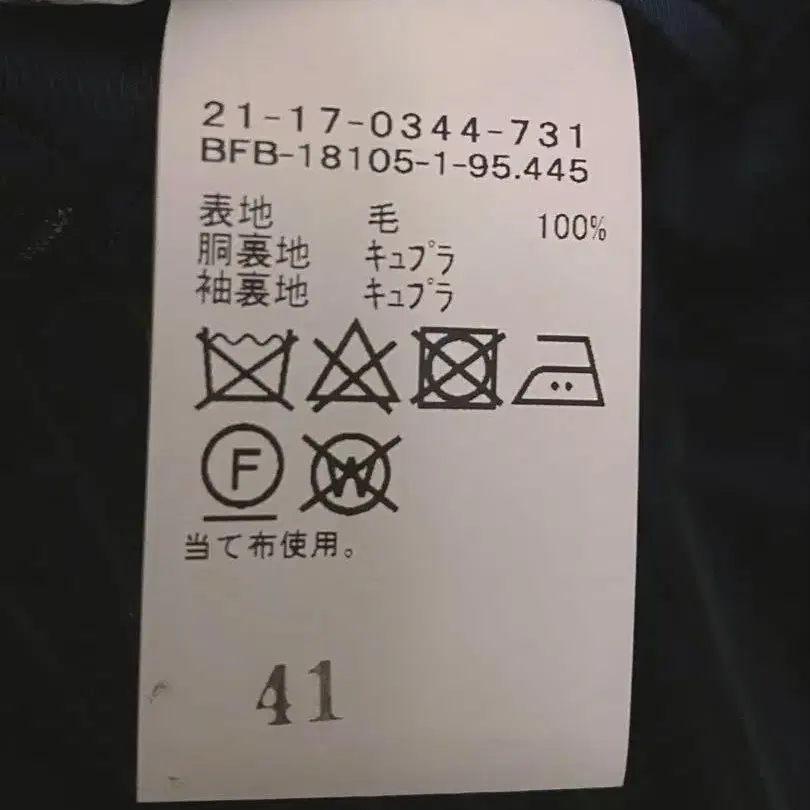 21-17-0344-731
BFB-18105-1-95.445
表地 毛 100%
胴裏地 キュプラ
袖裏地 キュプラ
F W
当て布使用。
41